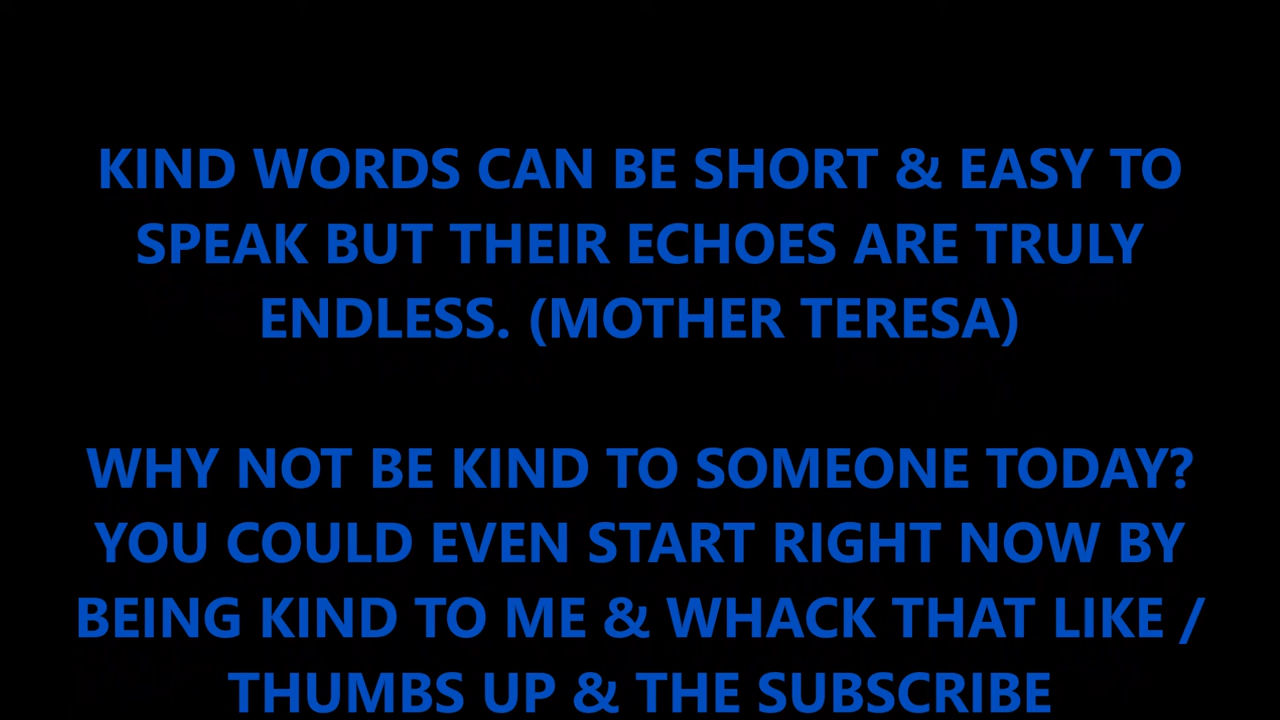 KIND WORDS CAN BE SHORT & EASY TO
SPEAK BUT THEIR ECHOES ARE TRULY
ENDLESS. (MOTHER TERESA)
WHY NOT BE KIND TO SOMEONE TODAY?
YOU COULD EVEN START RIGHT NOW BY
BEING KIND TO ME & WHACK THAT LIKE /
THUMBS UP & THE SUBSCRIBE